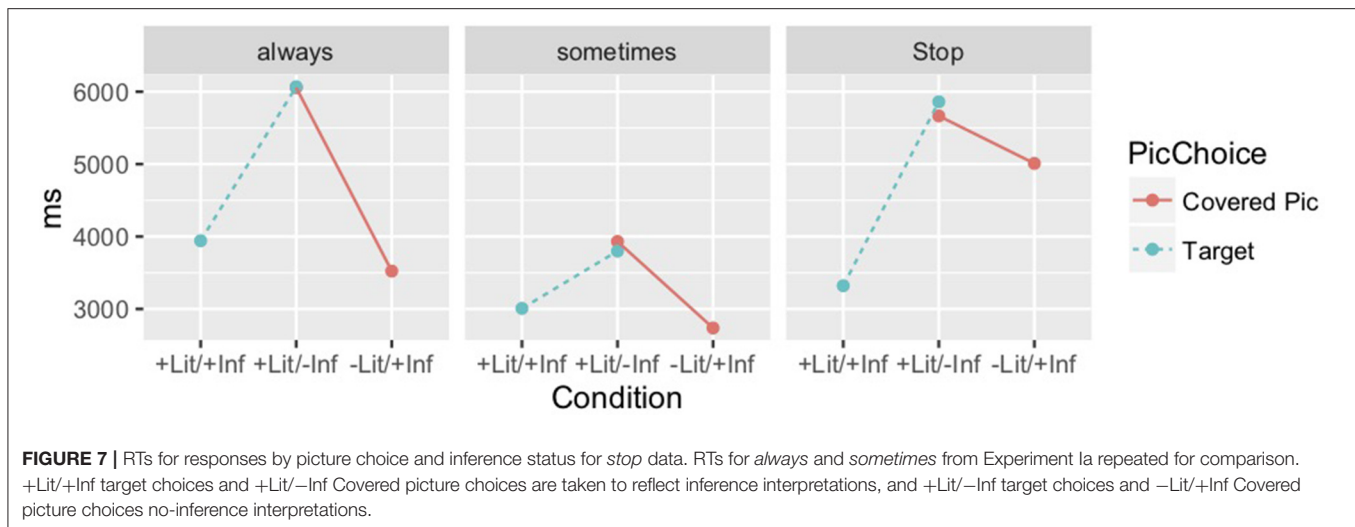 always sometimes Stop
6000
5000
4000
3000
ms
+Lit/+Inf +Lit/-Inf -Lit/+Inf +Lit/+Inf +Lit/-Inf -Lit/+Inf +Lit/+Inf +Lit/-Inf -Lit/+Inf
Condition
PicChoice
Covered Pic
Target
FIGURE 7 | RTs for responses by picture choice and inference status for stop data. RTs for always and sometimes from Experiment Ia repeated for comparison.
+Lit/+Inf target choices and +Lit/−Inf Covered picture choices are taken to reflect inference interpretations, and +Lit/−Inf target choices and −Lit/+Inf Covered
picture choices no-inference interpretations.